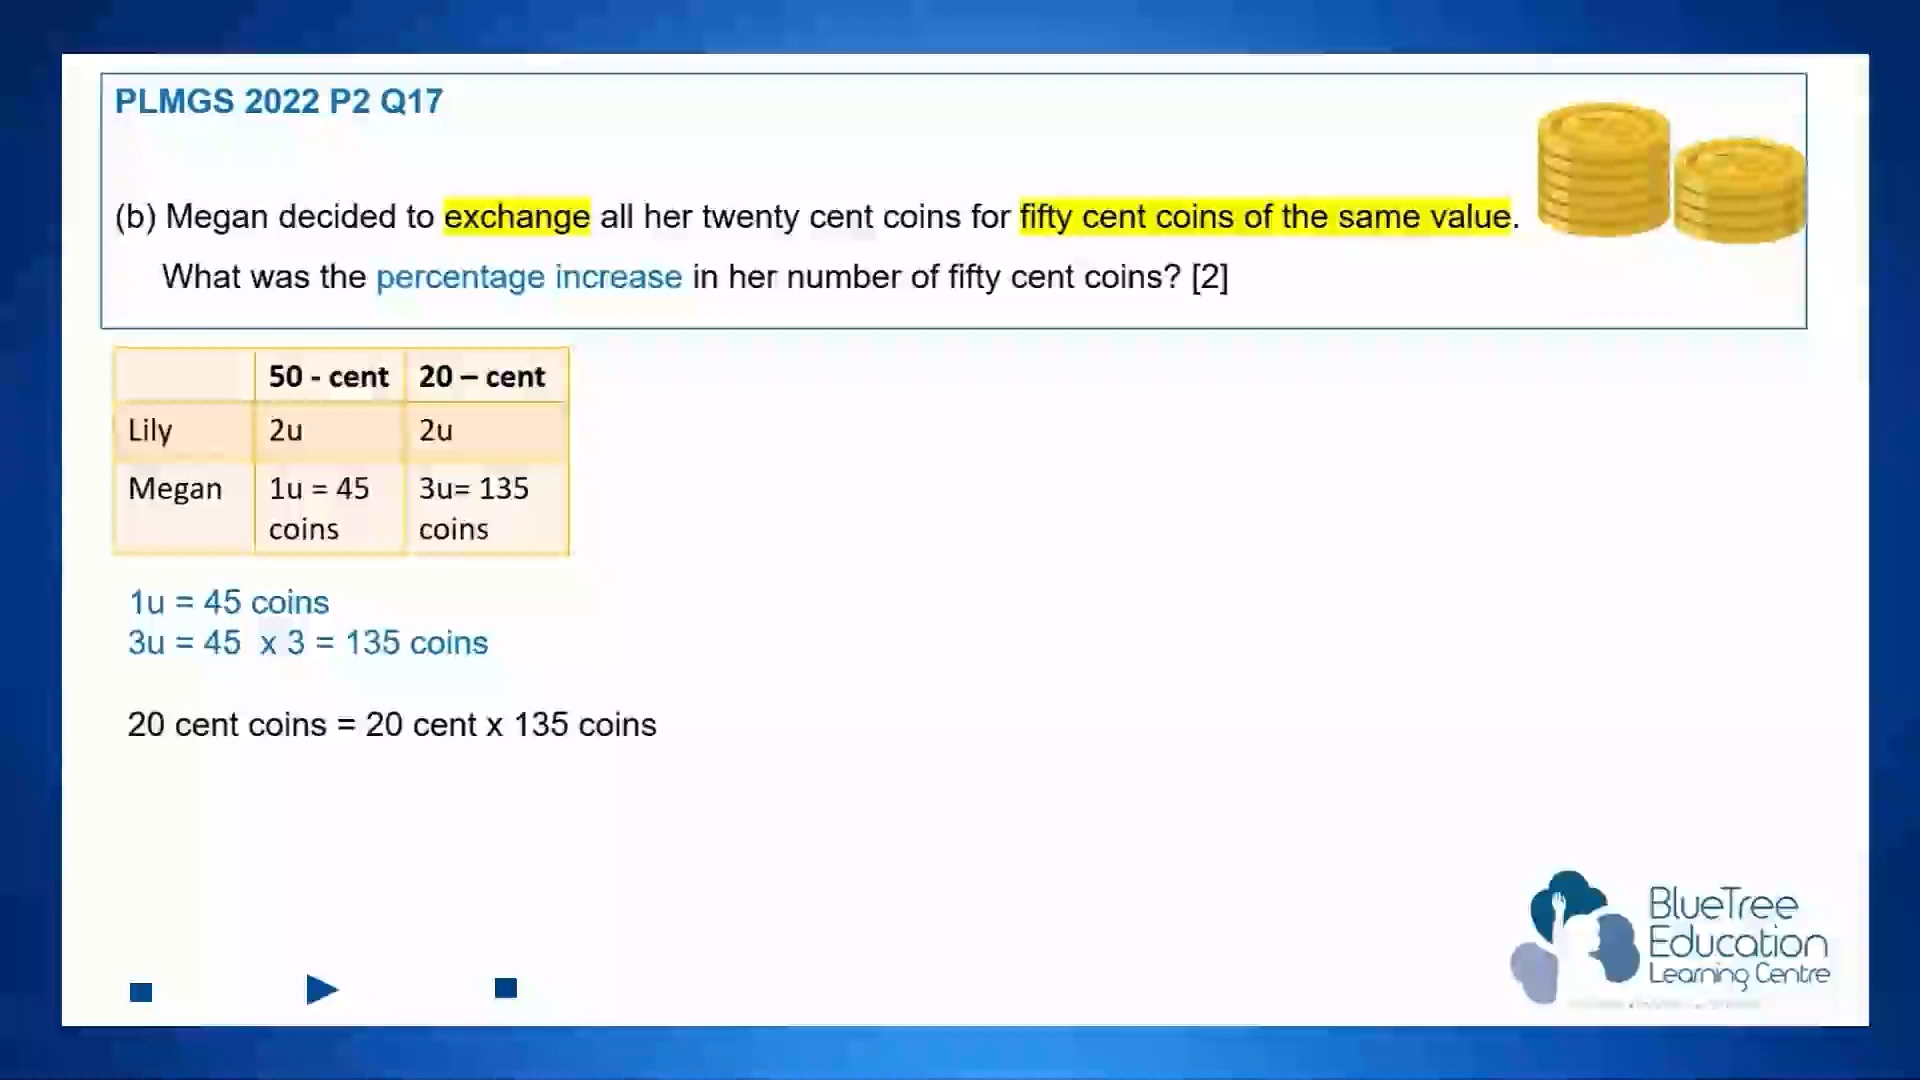 PLMGS 2022 P2 Q17
(b) Megan decided to exchange all her twenty cent coins for fifty cent coins of the same value.
What was the percentage increase in her number of fifty cent coins? [2]
50 - cent 20 – cent
Lily 2u 2u
Megan 1u = 45 coins 3u= 135 coins
1u = 45 coins
3u = 45 x 3 = 135 coins
20 cent coins = 20 cent x 135 coins
BlueTree
Education
Learning Centre